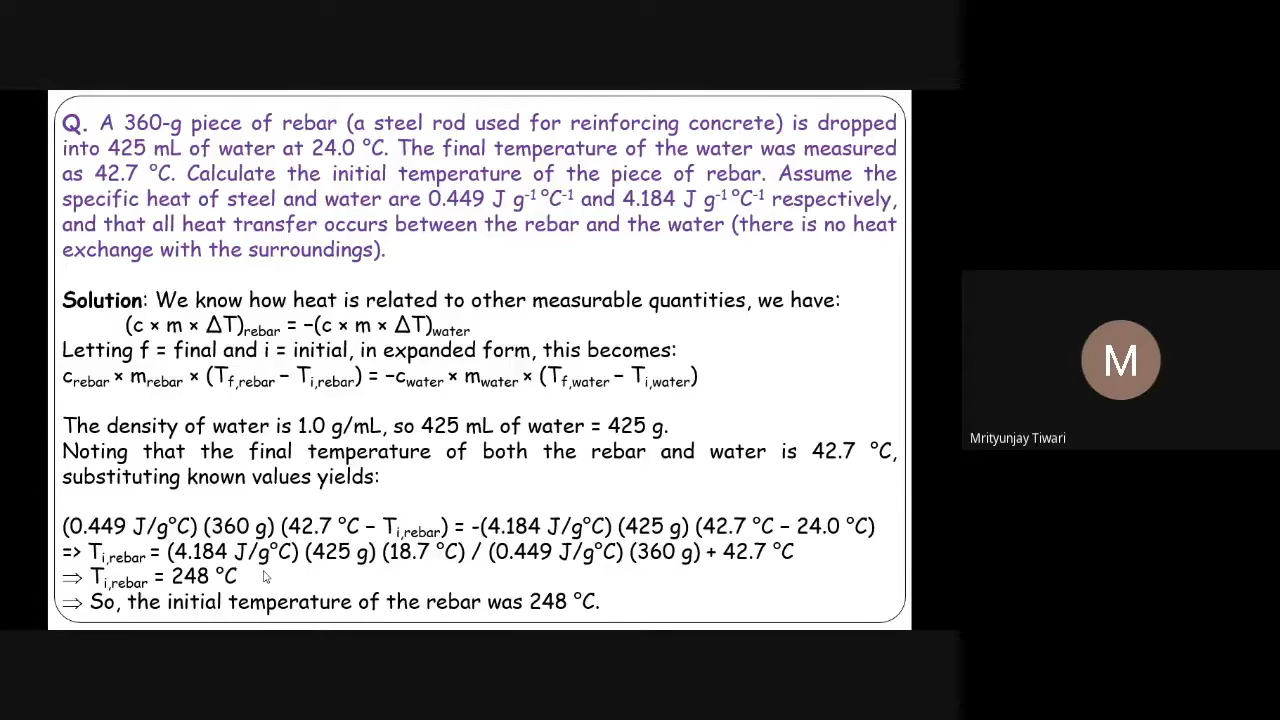 Q. A 360-g piece of rebar (a steel rod used for reinforcing concrete) is dropped
into 425 mL of water at 24.0 °C. The final temperature of the water was measured
as 42.7 °C. Calculate the initial temperature of the piece of rebar. Assume the
specific heat of steel and water are 0.449 J g⁻¹ °C⁻¹ and 4.184 J g⁻¹ °C⁻¹ respectively,
and that all heat transfer occurs between the rebar and the water (there is no heat
exchange with the surroundings).
Solution: We know how heat is related to other measurable quantities, we have:
(c × m × ΔT)rebar = −(c × m × ΔT)water
Letting f = final and i = initial, in expanded form, this becomes:
crebar × mrebar × (Tf,rebar − Ti,rebar) = −cwater × mwater × (Tf,water − Ti,water)
The density of water is 1.0 g/mL, so 425 mL of water = 425 g.
Noting that the final temperature of both the rebar and water is 42.7 °C,
substituting known values yields:
(0.449 J/g°C) (360 g) (42.7 °C − Ti,rebar) = -(4.184 J/g°C) (425 g) (42.7 °C − 24.0 °C)
=> Ti,rebar = (4.184 J/g°C) (425 g) (18.7 °C) / (0.449 J/g°C) (360 g) + 42.7 °C
⇒ Ti,rebar = 248 °C
⇒ So, the initial temperature of the rebar was 248 °C.
M
Mrityunjay Tiwari